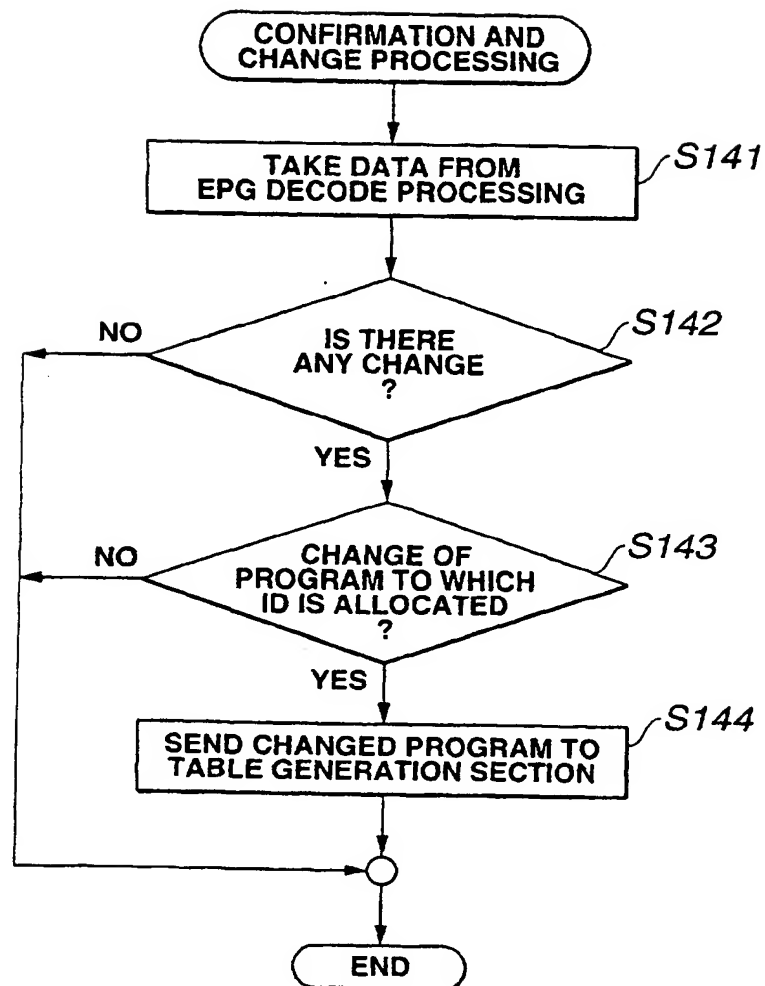 CONFIRMATION AND
CHANGE PROCESSING
TAKE DATA FROM
EPG DECODE PROCESSING
S141
IS THERE
ANY CHANGE
?
S142
NO
YES
CHANGE OF
PROGRAM TO WHICH
ID IS ALLOCATED
?
S143
NO
YES
SEND CHANGED PROGRAM TO
TABLE GENERATION SECTION
S144
END